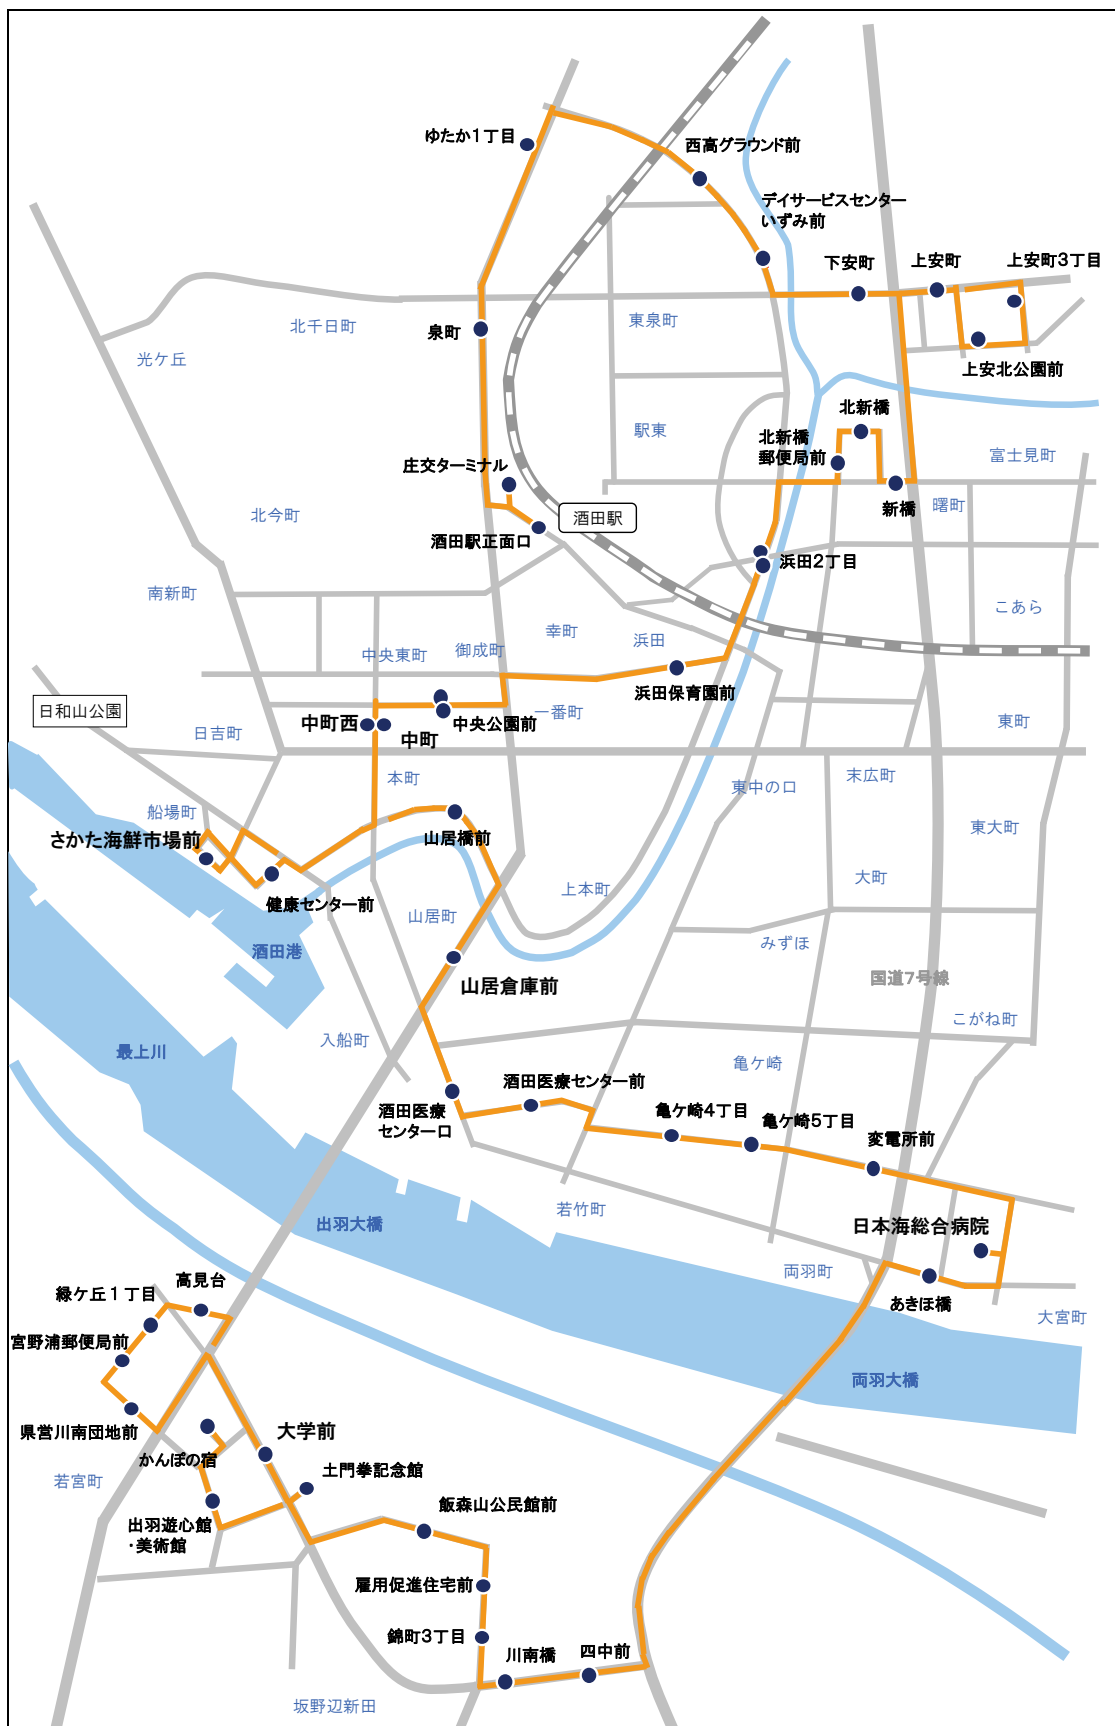 ゆたか1丁目
西高グラウンド前
デイサービスセンター
いずみ前
下安町
上安町
上安町3丁目
北千日町
泉町
東泉町
光ケ丘
上安北公園前
北新橋
駅東
北新橋
郵便局前
富士見町
庄交ターミナル
新橋
曙町
北今町
酒田駅
酒田駅正面口
浜田2丁目
南新町
こあら
幸町
浜田
御成町
中央東町
浜田保育園前
日和山公園
一番町
中町西
中町
中央公園前
東町
日吉町
本町
東中の口
末広町
船場町
さかた海鮮市場前
山居橋前
東大町
大町
健康センター前
山居町
上本町
酒田港
みずほ
山居倉庫前
国道7号線
こがね町
入船町
最上川
亀ケ崎
酒田医療センター前
酒田医療
センター口
亀ケ崎4丁目
亀ケ崎5丁目
変電所前
若竹町
出羽大橋
日本海総合病院
両羽町
高見台
緑ケ丘1丁目
あきほ橋
大宮町
宮野浦郵便局前
両羽大橋
県営川南団地前
大学前
かんぽの宿
若宮町
土門拳記念館
飯森山公民館前
出羽遊心館
・美術館
雇用促進住宅前
錦町3丁目
川南橋
四中前
坂野辺新田